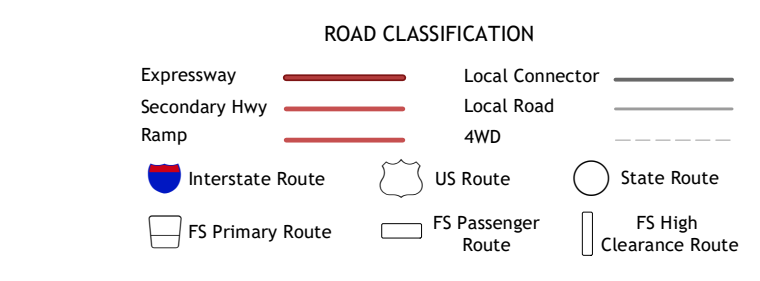 ROAD CLASSIFICATION
Expressway
Local Connector
Secondary Hwy
Local Road
Ramp
4WD
Interstate Route
US Route
State Route
FS Primary Route
FS Passenger
Route
FS High
Clearance Route